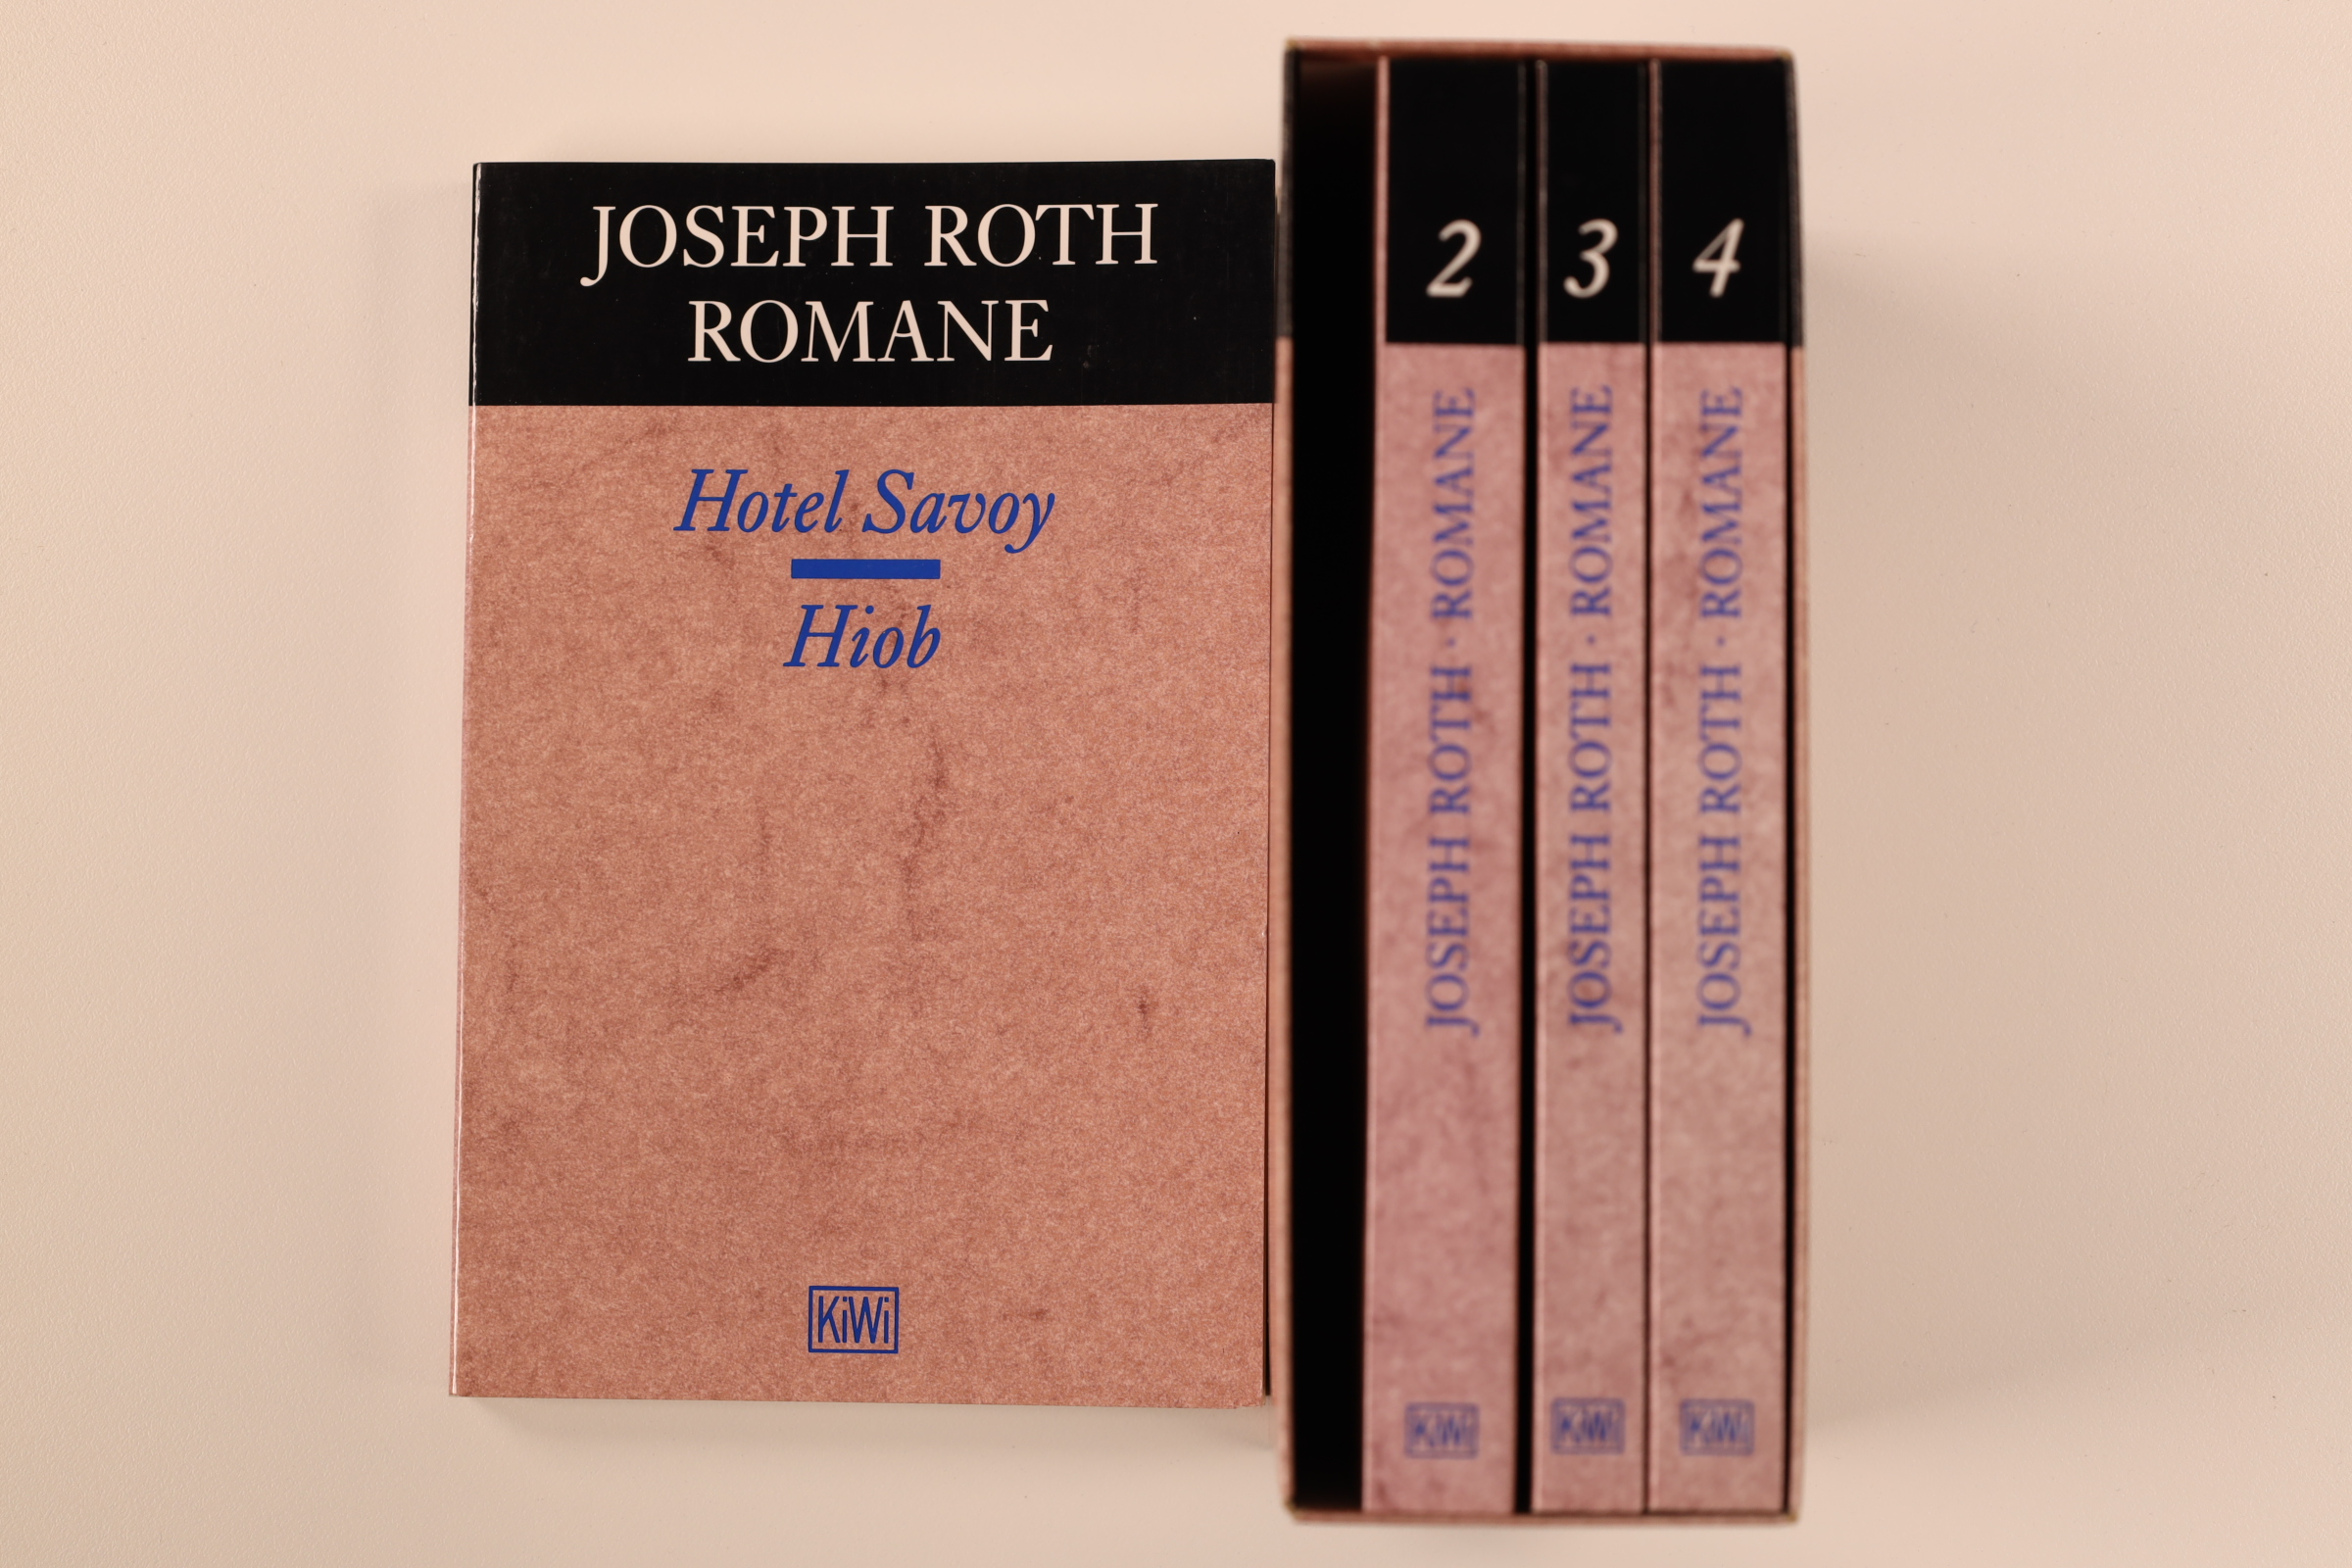 JOSEPH ROTH
ROMANE
Hotel Savoy
Hiob
KiWi
2
JOSEPH ROTH · ROMANE
KiWi
3
JOSEPH ROTH · ROMANE
KiWi
4
JOSEPH ROTH · ROMANE
KiWi